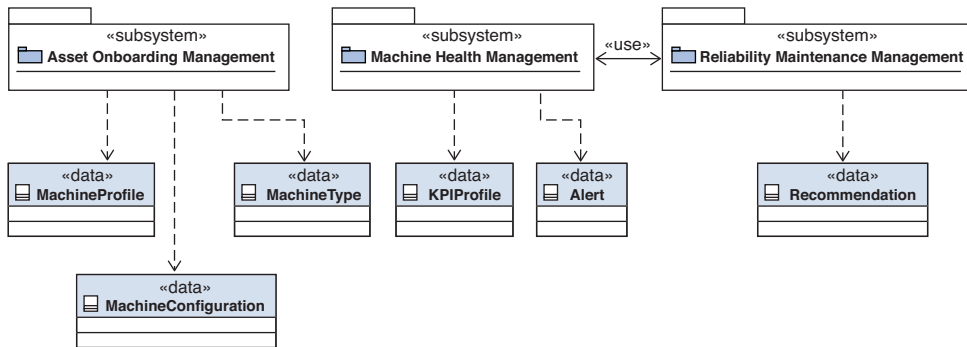 «subsystem»
Asset Onboarding Management
«subsystem»
Machine Health Management
«use»
«subsystem»
Reliability Maintenance Management
«data»
MachineProfile
«data»
MachineType
«data»
KPIProfile
«data»
Alert
«data»
Recommendation
«data»
MachineConfiguration